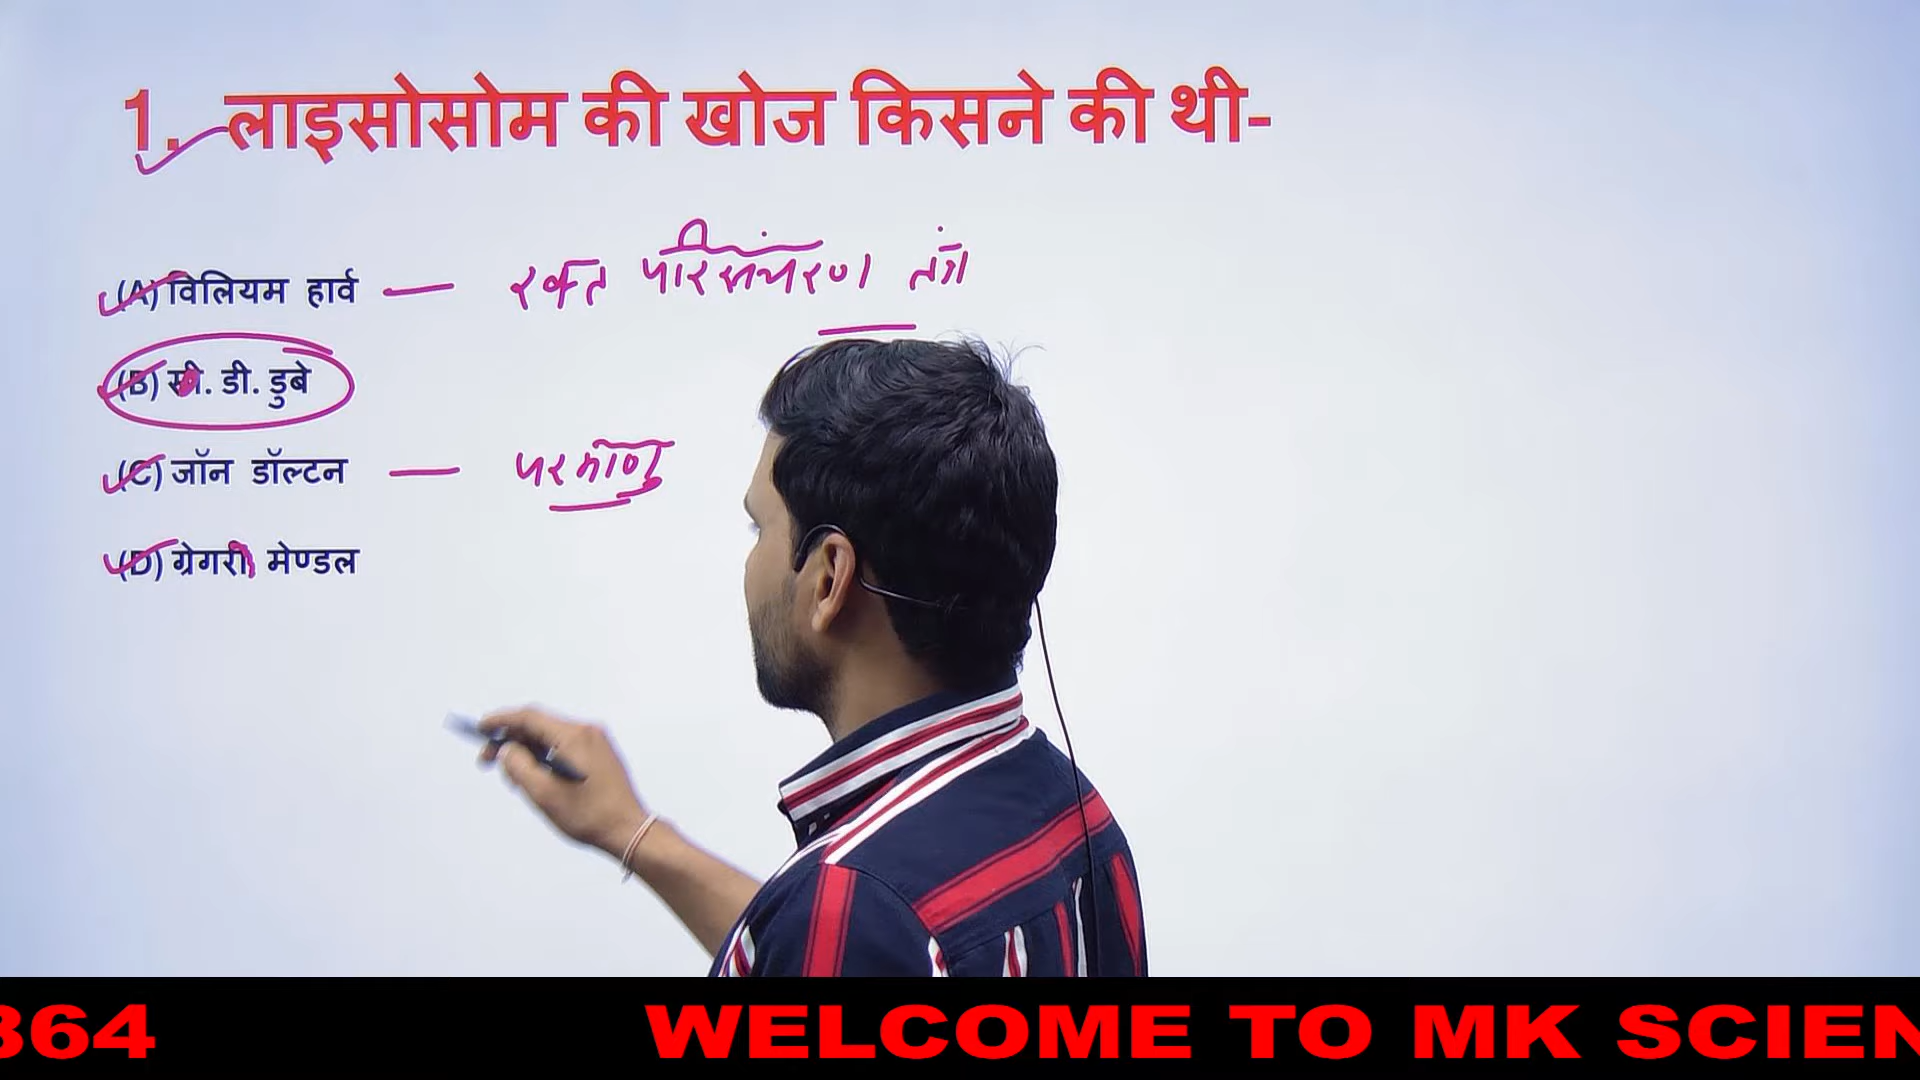 1. लाइसोसोम की खोज किसने की थी-
(A) विलियम हार्व — रक्त परिसंचरण तंत्र
(B) सी. डी. डुबे
(C) जॉन डॉल्टन — परमाणु
(D) ग्रेगरी मेण्डल
364 WELCOME TO MK SCIEN